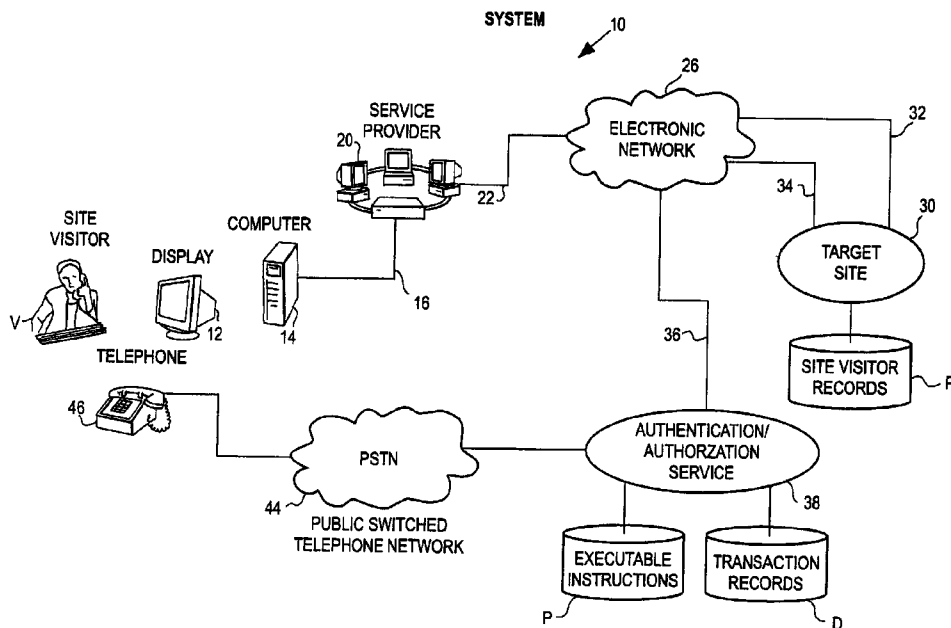 SYSTEM
10
26
SERVICE
PROVIDER
20
ELECTRONIC
NETWORK
32
22
34
30
SITE
VISITOR
DISPLAY
COMPUTER
TARGET
SITE
V
12
14
16
36
TELEPHONE
SITE VISITOR
RECORDS
R
46
PSTN
AUTHENTICATION/
AUTHORZATION
SERVICE
44
38
PUBLIC SWITCHED
TELEPHONE NETWORK
EXECUTABLE
INSTRUCTIONS
TRANSACTION
RECORDS
P
D